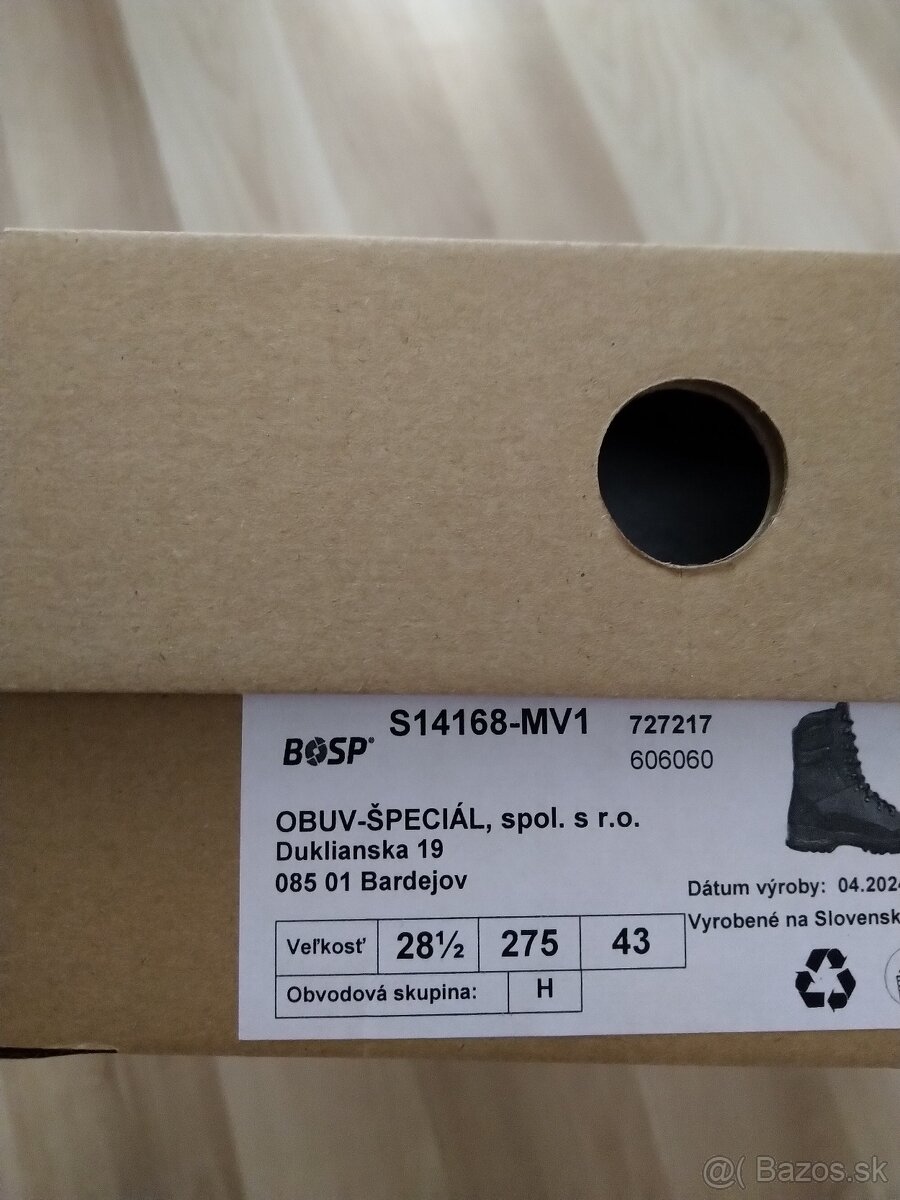 BOSP® S14168-MV1 727217
606060
OBUV-ŠPECIÁL, spol. s r.o.
Duklianska 19
085 01 Bardejov
Dátum výroby: 04.2024
Vyrobené na Slovensk
Veľkosť 28½ 275 43
Obvodová skupina: H
@( Bazos.sk